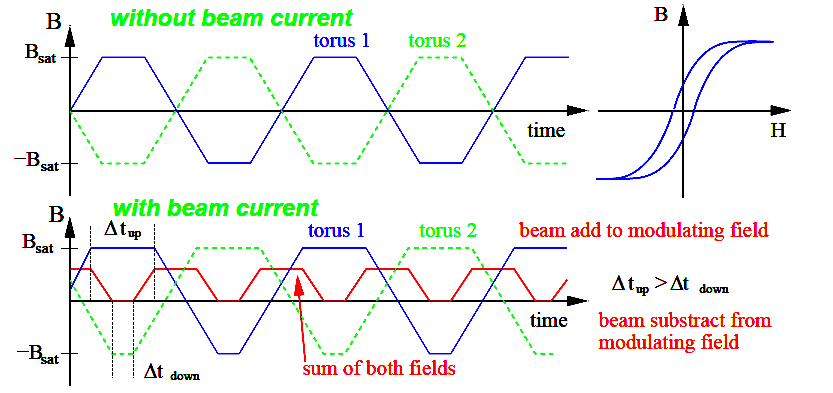 B
without beam current
torus 1
torus 2
B
Bsat
time
H
−Bsat
with beam current
B
Δtup
torus 1
torus 2
beam add to modulating field
Bsat
Δtup > Δt down
time
beam substract from
modulating field
−Bsat
Δt down
sum of both fields